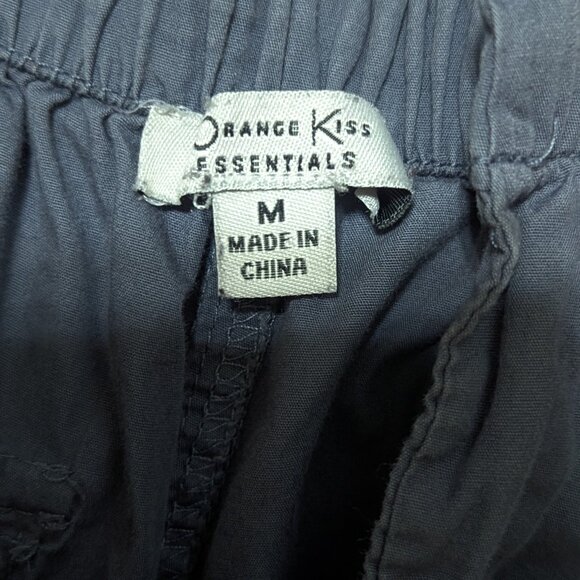 ORANGE KISS
ESSENTIALS
M
MADE IN
CHINA